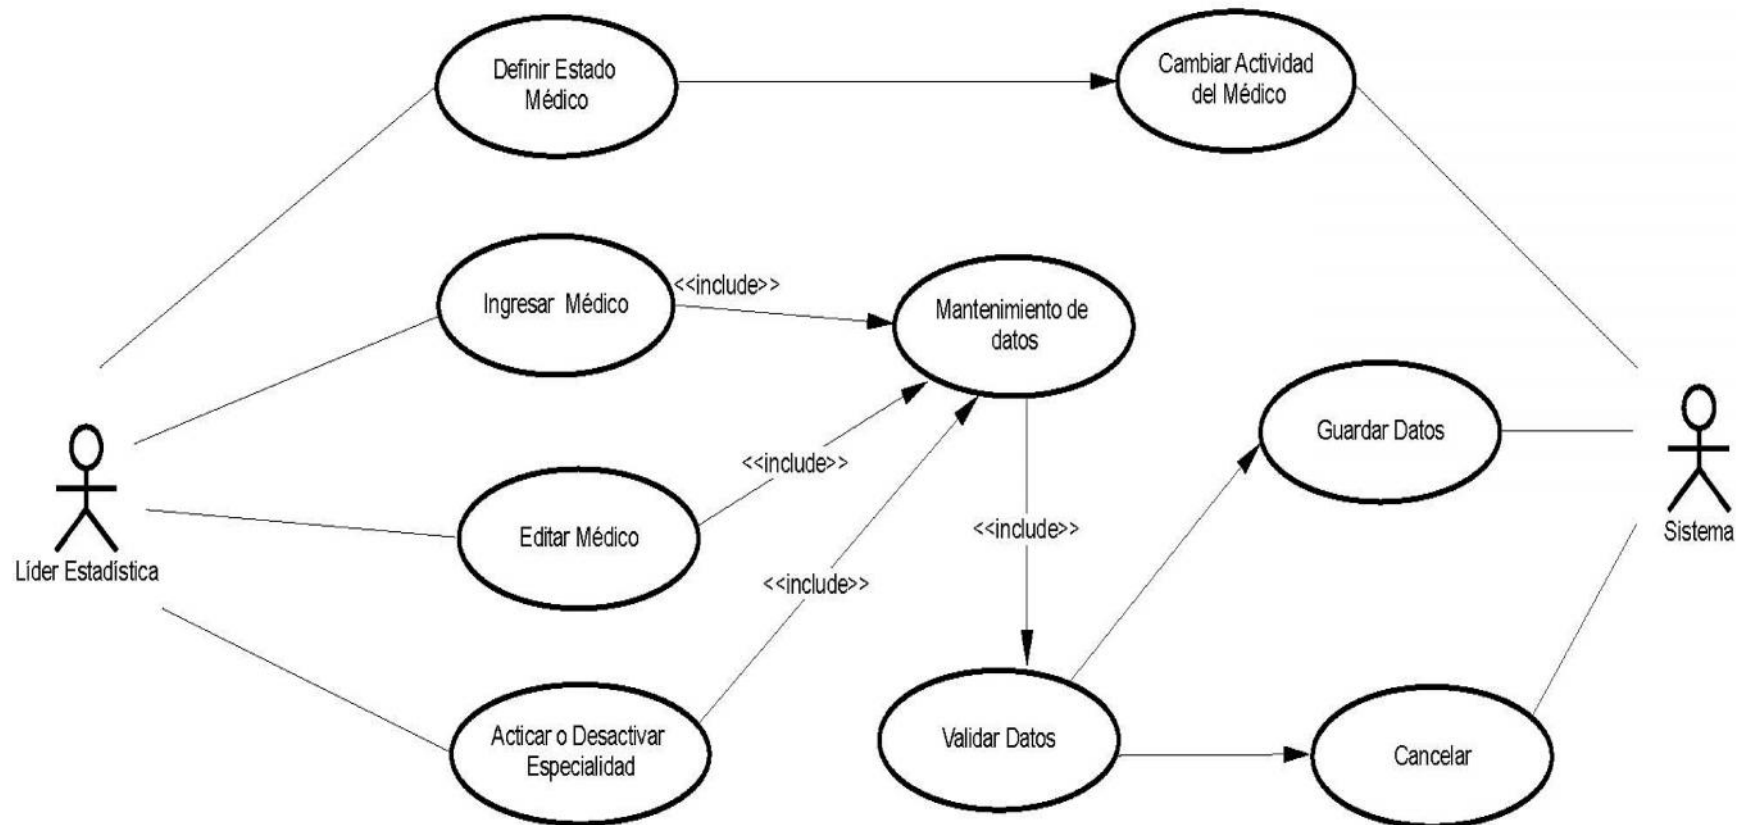 Definir Estado
Médico
Cambiar Actividad
del Médico
Ingresar Médico
<<include>>
Mantenimiento de
datos
Guardar Datos
<<include>>
Editar Médico
<<include>>
Sistema
Líder Estadística
<<include>>
Acticar o Desactivar
Especialidad
Validar Datos
Cancelar